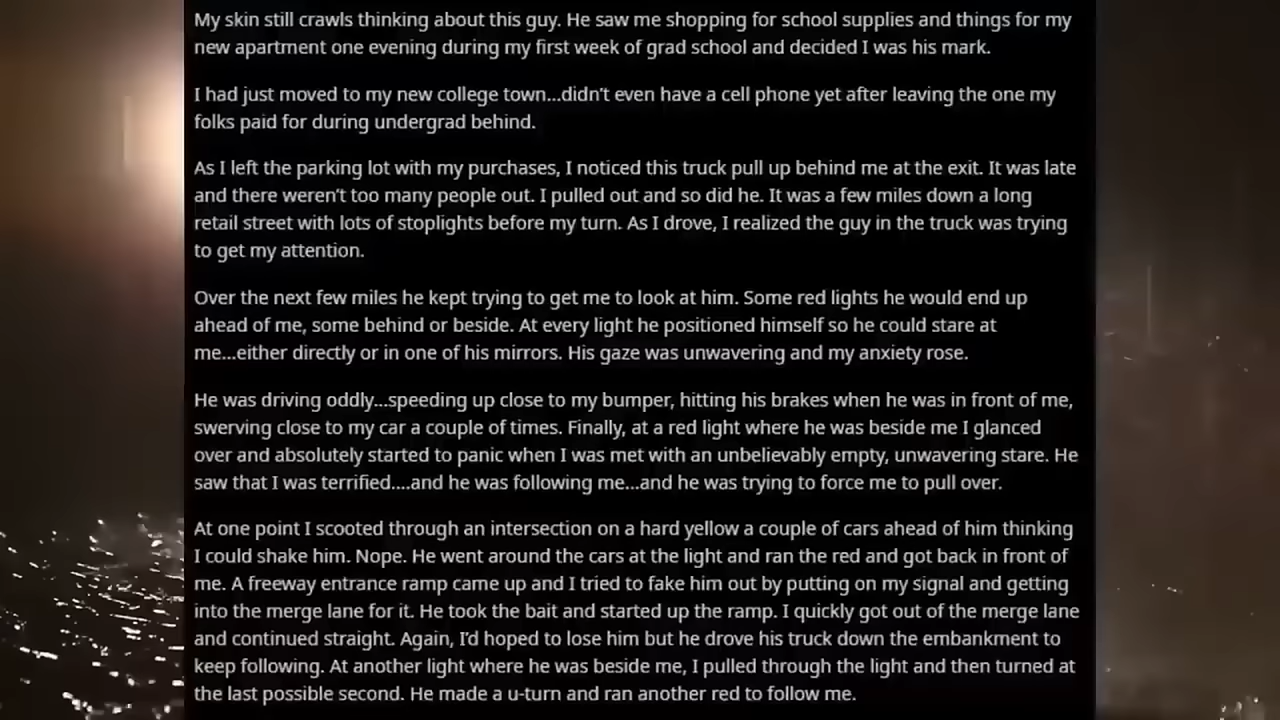 My skin still crawls thinking about this guy. He saw me shopping for school supplies and things for my
new apartment one evening during my first week of grad school and decided I was his mark.
I had just moved to my new college town...didn't even have a cell phone yet after leaving the one my
folks paid for during undergrad behind.
As I left the parking lot with my purchases, I noticed this truck pull up behind me at the exit. It was late
and there weren't too many people out. I pulled out and so did he. It was a few miles down a long
retail street with lots of stoplights before my turn. As I drove, I realized the guy in the truck was trying
to get my attention.
Over the next few miles he kept trying to get me to look at him. Some red lights he would end up
ahead of me, some behind or beside. At every light he positioned himself so he could stare at
me...either directly or in one of his mirrors. His gaze was unwavering and my anxiety rose.
He was driving oddly...speeding up close to my bumper, hitting his brakes when he was in front of me,
swerving close to my car a couple of times. Finally, at a red light where he was beside me I glanced
over and absolutely started to panic when I was met with an unbelievably empty, unwavering stare. He
saw that I was terrified....and he was following me...and he was trying to force me to pull over.
At one point I scooted through an intersection on a hard yellow a couple of cars ahead of him thinking
I could shake him. Nope. He went around the cars at the light and ran the red and got back in front of
me. A freeway entrance ramp came up and I tried to fake him out by putting on my signal and getting
into the merge lane for it. He took the bait and started up the ramp. I quickly got out of the merge lane
and continued straight. Again, I'd hoped to lose him but he drove his truck down the embankment to
keep following. At another light where he was beside me, I pulled through the light and then turned at
the last possible second. He made a u-turn and ran another red to follow me.